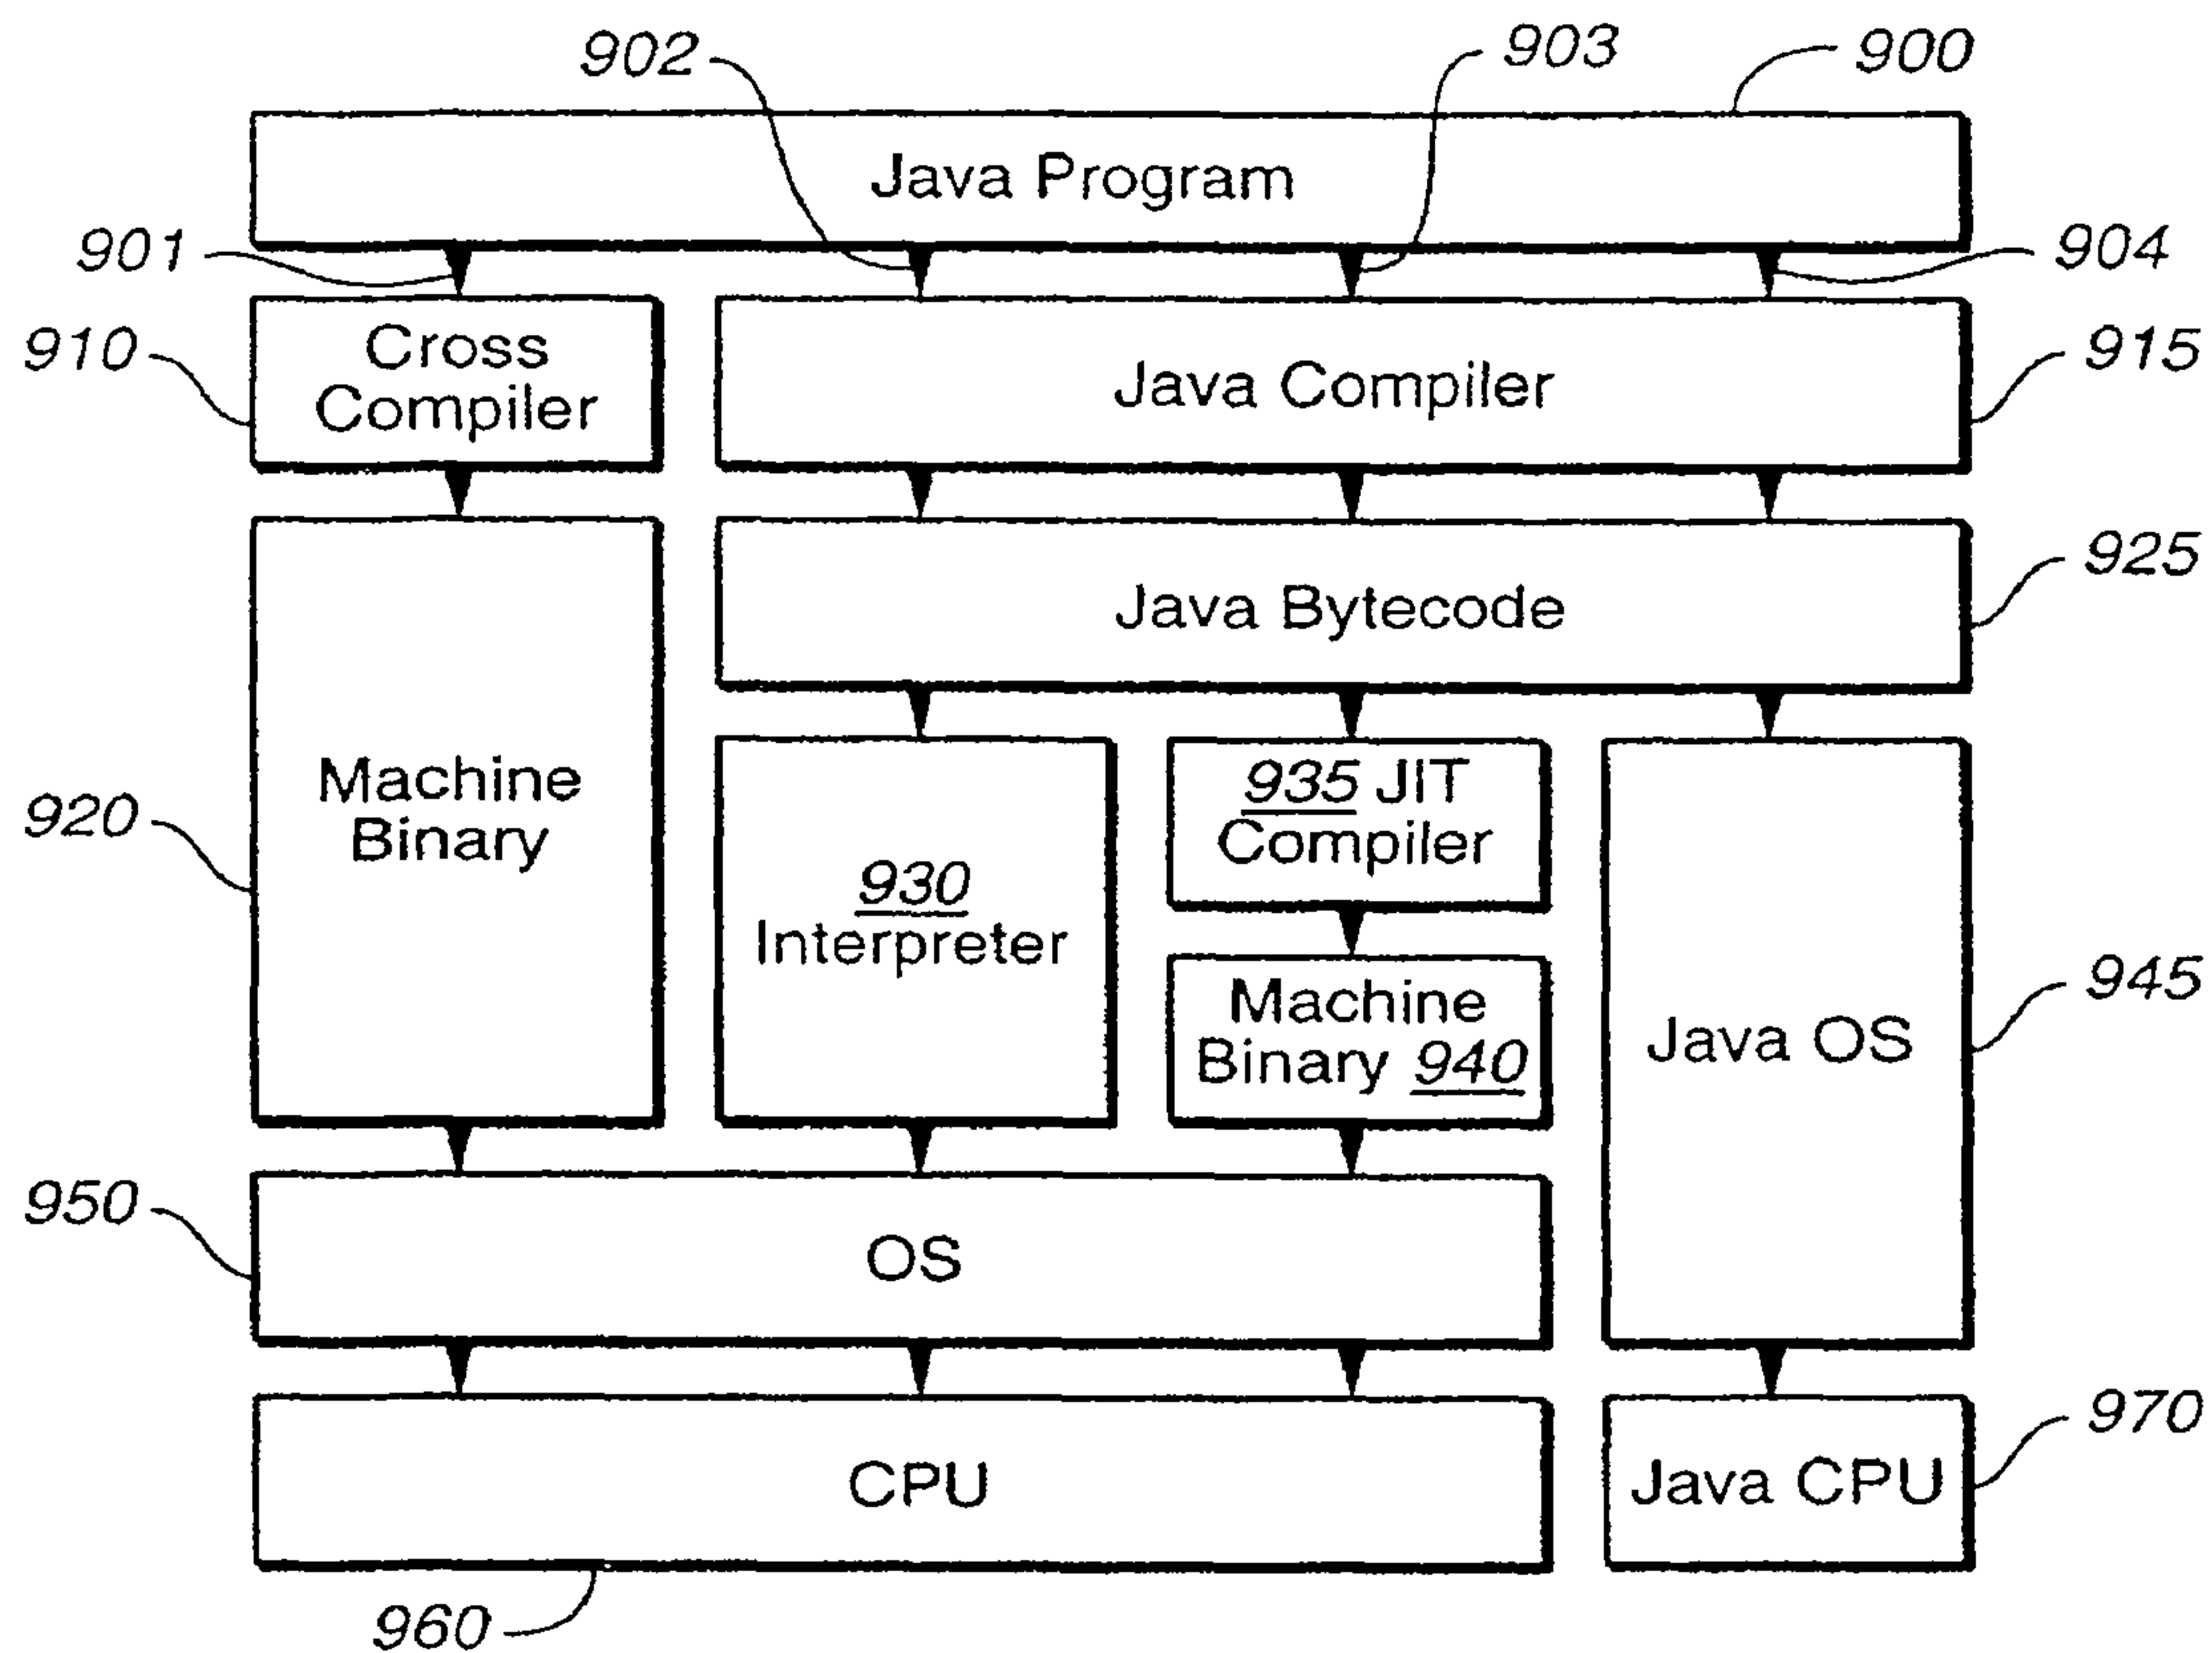 902
903
900
Java Program
901
904
910
Cross
Compiler
Java Compiler
915
925
Java Bytecode
920
Machine
Binary
930
Interpreter
935 JIT
Compiler
Machine
Binary 940
Java OS
945
950
OS
CPU
Java CPU
970
960